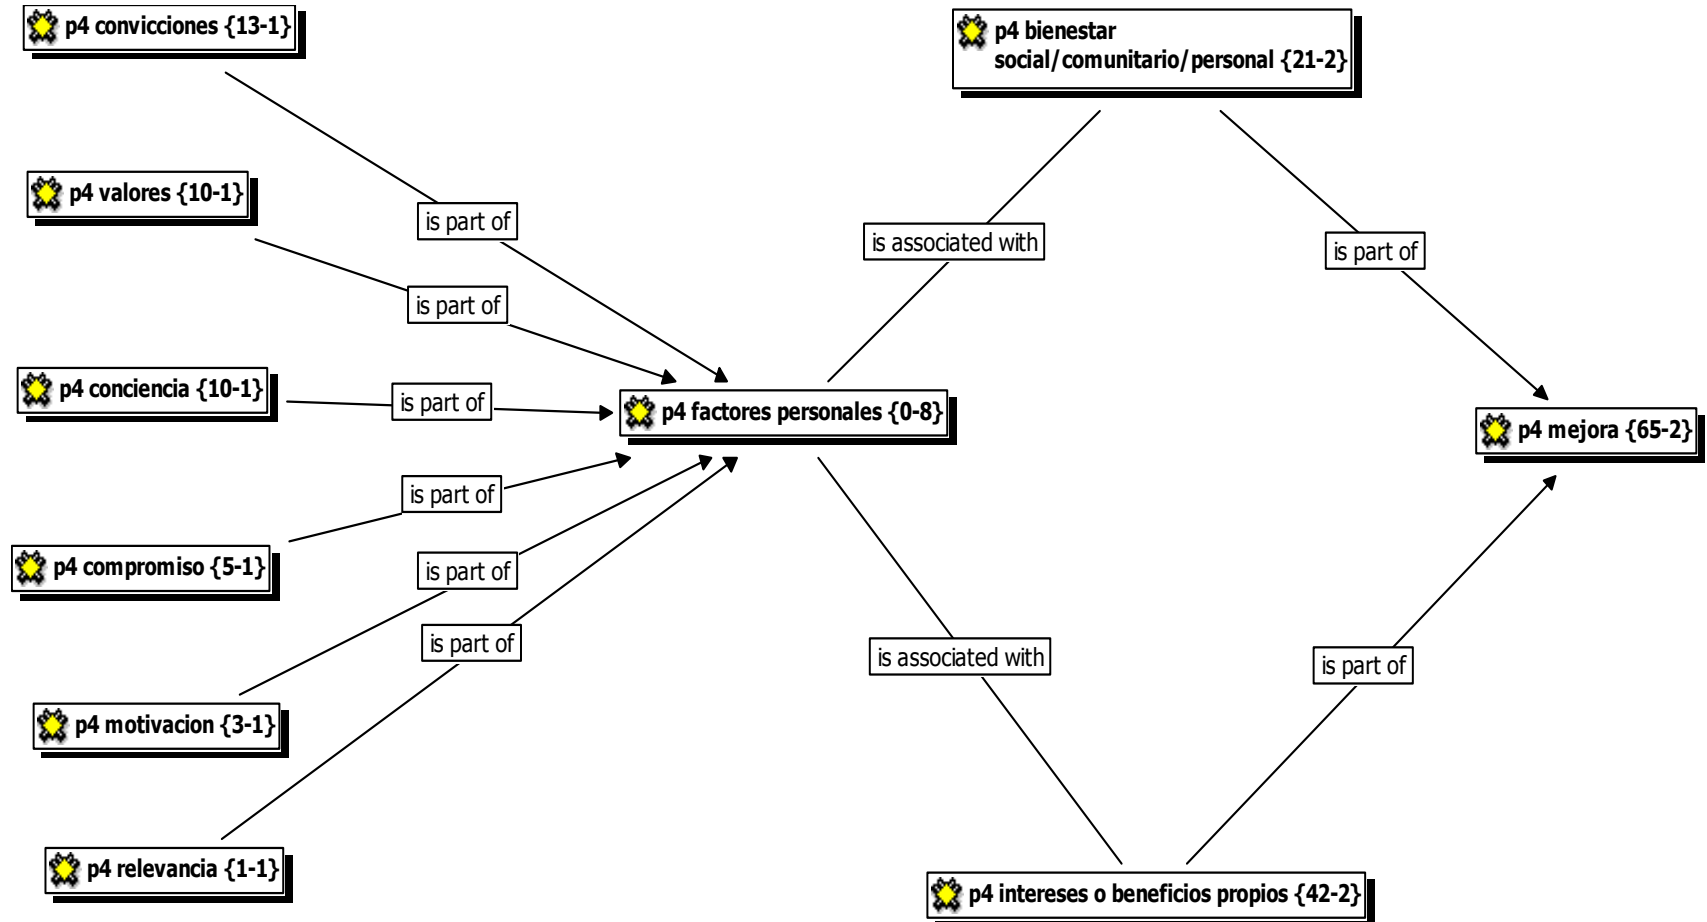 p4 convicciones {13-1}
p4 bienestar
social/comunitario/personal {21-2}
p4 valores {10-1}
is part of
is associated with
is part of
is part of
p4 conciencia {10-1}
is part of
p4 factores personales {0-8}
p4 mejora {65-2}
is part of
p4 compromiso {5-1}
is part of
is part of
is associated with
is part of
p4 motivacion {3-1}
p4 relevancia {1-1}
p4 intereses o beneficios propios {42-2}